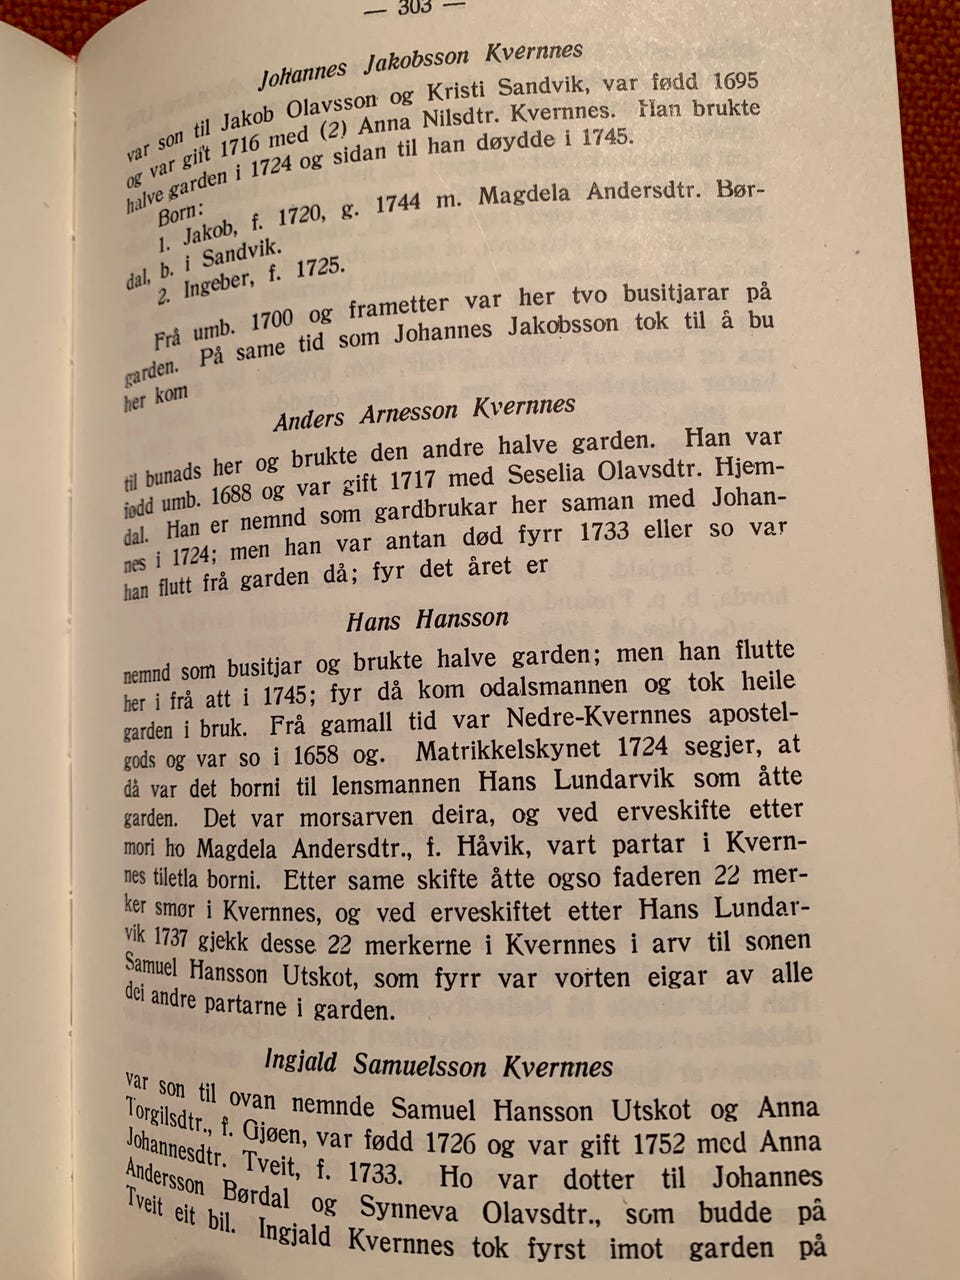 — 303 —
Johannes Jakobsson Kvernnes
var son til Jakob Olavsson og Kristi Sandvik, var fødd 1695
og var gift 1716 med (2) Anna Nilsdtr. Kvernnes. Han brukte
halve garden i 1724 og sidan til han døydde i 1745.
Born:
1. Jakob, f. 1720, g. 1744 m. Magdela Andersdtr. Bør-
dal, b. i Sandvik.
2. Ingeber, f. 1725.
Frå umb. 1700 og frametter var her tvo busitjarar på
garden. På same tid som Johannes Jakobsson tok til å bu
her kom
Anders Arnesson Kvernnes
til bunads her og brukte den andre halve garden. Han var
fødd umb. 1688 og var gift 1717 med Seselia Olavsdtr. Hjem-
dal. Han er nemnd som gardbrukar her saman med Johan-
nes i 1724; men han var antan død fyrr 1733 eller so var
han flutt frå garden då; fyr det året er
Hans Hansson
nemnd som busitjar og brukte halve garden; men han flutte
her i frå att i 1745; fyr då kom odalsmannen og tok heile
garden i bruk. Frå gamall tid var Nedre-Kvernnes apostel-
gods og var so i 1658 og. Matrikkelskynet 1724 segjer, at
då var det borni til lensmannen Hans Lundarvik som åtte
garden. Det var morsarven deira, og ved erveskifte etter
mori ho Magdela Andersdtr., f. Håvik, vart partar i Kvern-
nes tiletla borni. Etter same skifte åtte ogso faderen 22 mer-
ker smør i Kvernnes, og ved erveskiftet etter Hans Lundar-
vik 1737 gjekk desse 22 merkerne i Kvernnes i arv til sonen
Samuel Hansson Utskot, som fyrr var vorten eigar av alle
dei andre partarne i garden.
Ingjald Samuelsson Kvernnes
var son til ovan nemnde Samuel Hansson Utskot og Anna
Torgilsdtr., f. Gjøen, var fødd 1726 og var gift 1752 med Anna
Johannesdtr. Tveit, f. 1733. Ho var dotter til Johannes
Andersson Børdal og Synneva Olavsdtr., som budde på
Tveit eit bil. Ingjald Kvernnes tok fyrst imot garden på